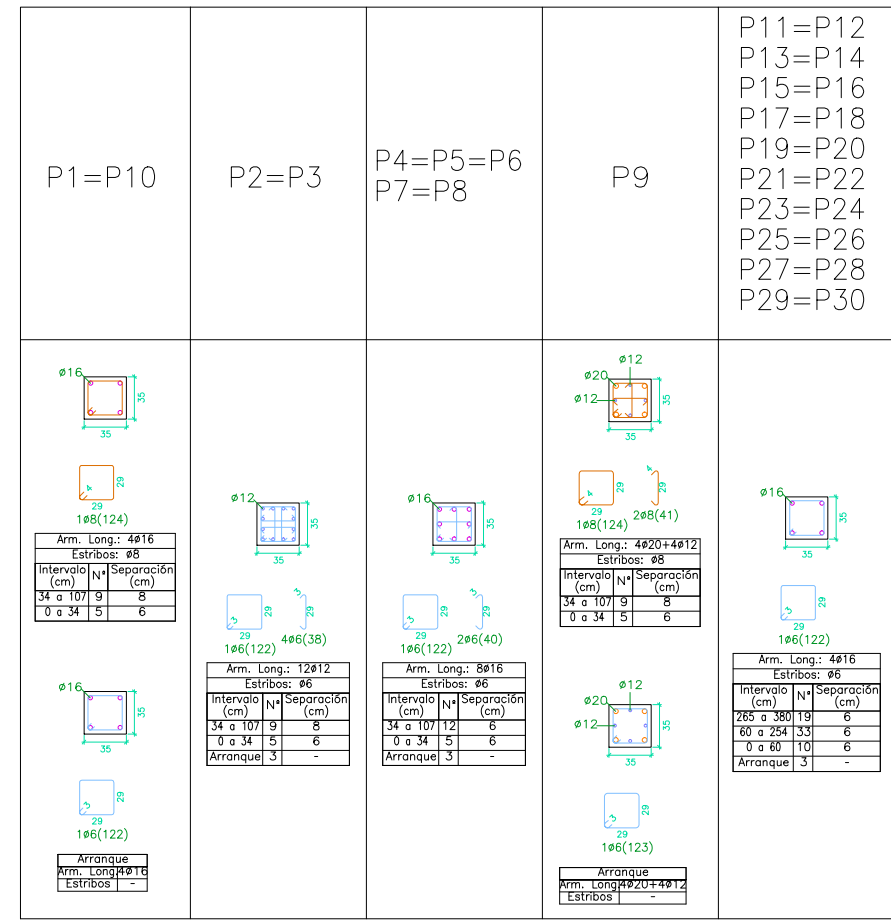 P1=P10
P2=P3
P4=P5=P6
P7=P8
P9
P11=P12
P13=P14
P15=P16
P17=P18
P19=P20
P21=P22
P23=P24
P25=P26
P27=P28
P29=P30
ø16
35
35
4
29
29
1ø8(124)
Arm. Long.: 4ø16
Estribos: ø8
Intervalo (cm) Nº Separación (cm)
34 a 107 9 8
0 a 34 5 6
ø16
35
35
3
29
29
1ø6(122)
Arranque
Arm. Long. 4ø16
Estribos -
ø12
35
35
3
29
29
1ø6(122)
3
4ø6(38)
Arm. Long.: 12ø12
Estribos: ø6
Intervalo (cm) Nº Separación (cm)
34 a 107 9 8
0 a 34 5 6
Arranque 3 -
ø16
35
35
3
29
29
1ø6(122)
3
2ø6(40)
Arm. Long.: 8ø16
Estribos: ø6
Intervalo (cm) Nº Separación (cm)
34 a 107 12 6
0 a 34 5 6
Arranque 3 -
ø12
ø20
ø12
35
35
4
29
29
1ø8(124)
4
2ø8(41)
Arm. Long.: 4ø20+4ø12
Estribos: ø8
Intervalo (cm) Nº Separación (cm)
34 a 107 9 8
0 a 34 5 6
ø12
ø20
ø12
35
35
3
29
29
1ø6(123)
Arranque
Arm. Long. 4ø20+4ø12
Estribos -
ø16
35
35
3
29
29
1ø6(122)
Arm. Long.: 4ø16
Estribos: ø6
Intervalo (cm) Nº Separación (cm)
265 a 380 19 6
60 a 254 33 6
0 a 60 10 6
Arranque 3 -